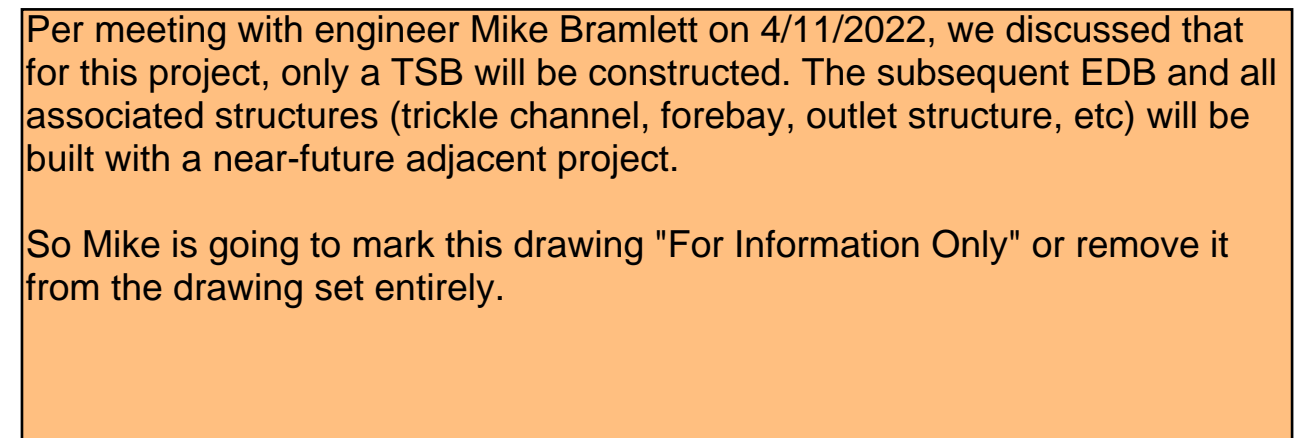 Per meeting with engineer Mike Bramlett on 4/11/2022, we discussed that
for this project, only a TSB will be constructed. The subsequent EDB and all
associated structures (trickle channel, forebay, outlet structure, etc) will be
built with a near-future adjacent project.
So Mike is going to mark this drawing "For Information Only" or remove it
from the drawing set entirely.